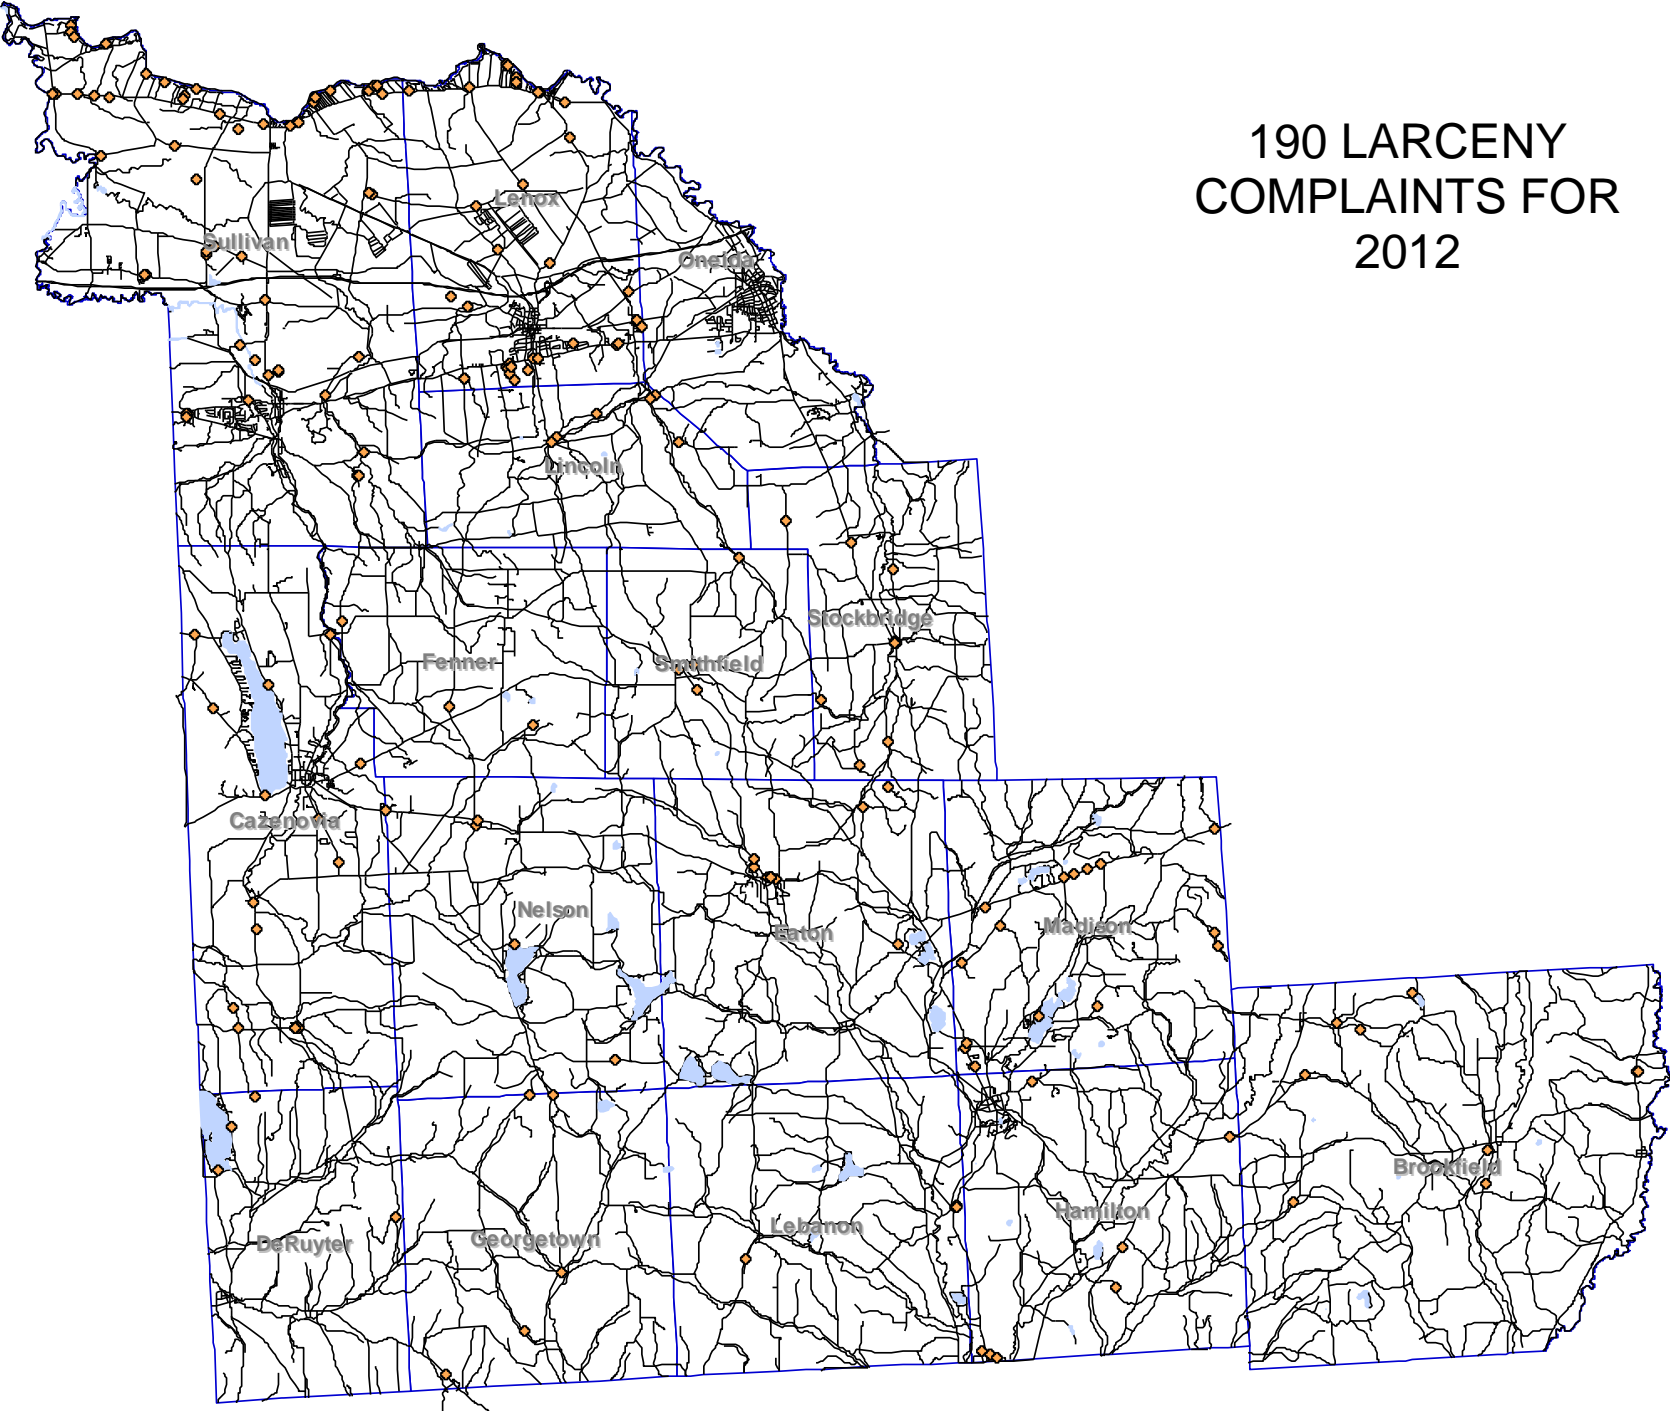 190 LARCENY
COMPLAINTS FOR
2012
Lenox
Sullivan
Oneida
Lincoln
Stockbridge
Fenner
Smithfield
Cazenovia
Nelson
Eaton
Madison
Brookfield
Hamilton
Lebanon
Georgetown
DeRuyter